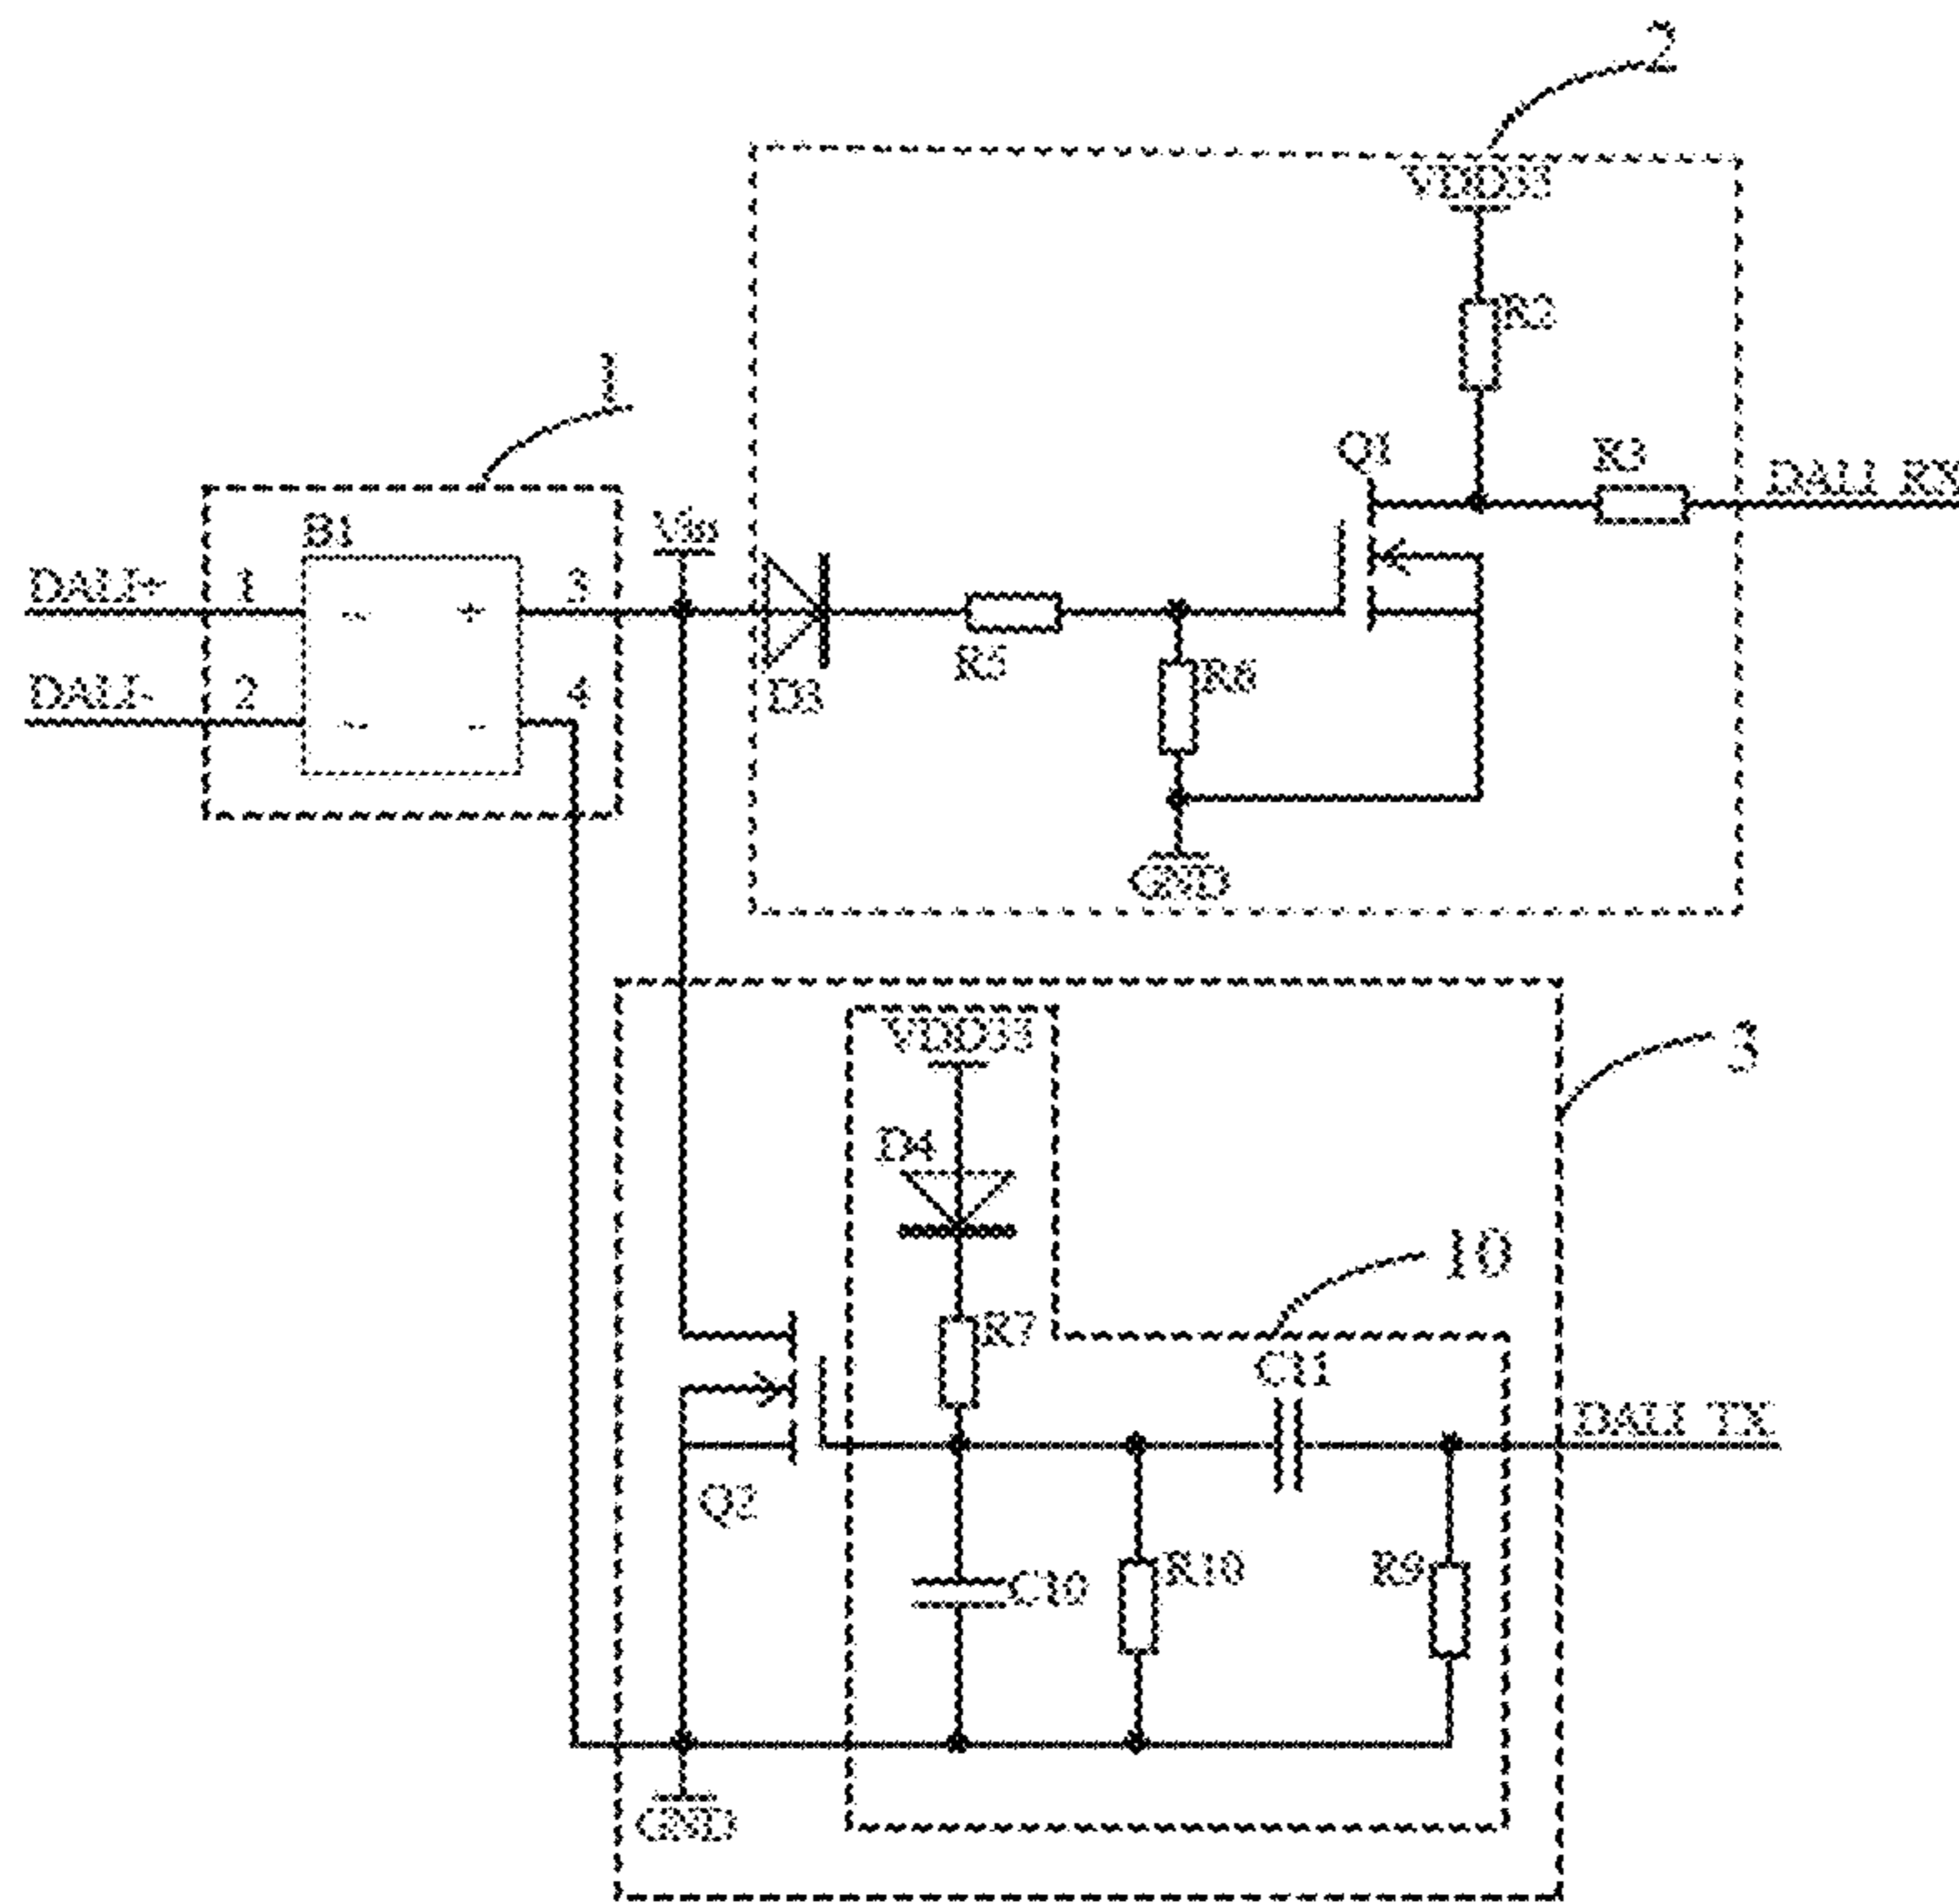 2
VDD33
R2
1
Q1
R3
DALI RX
B1
Vin
DALI+
1
3
~
+
R5
R6
DALI-
2
4
~
-
D3
GND
VDD33
3
D4
10
R7
C11
DALI TX
Q2
C10
R10
R9
GND